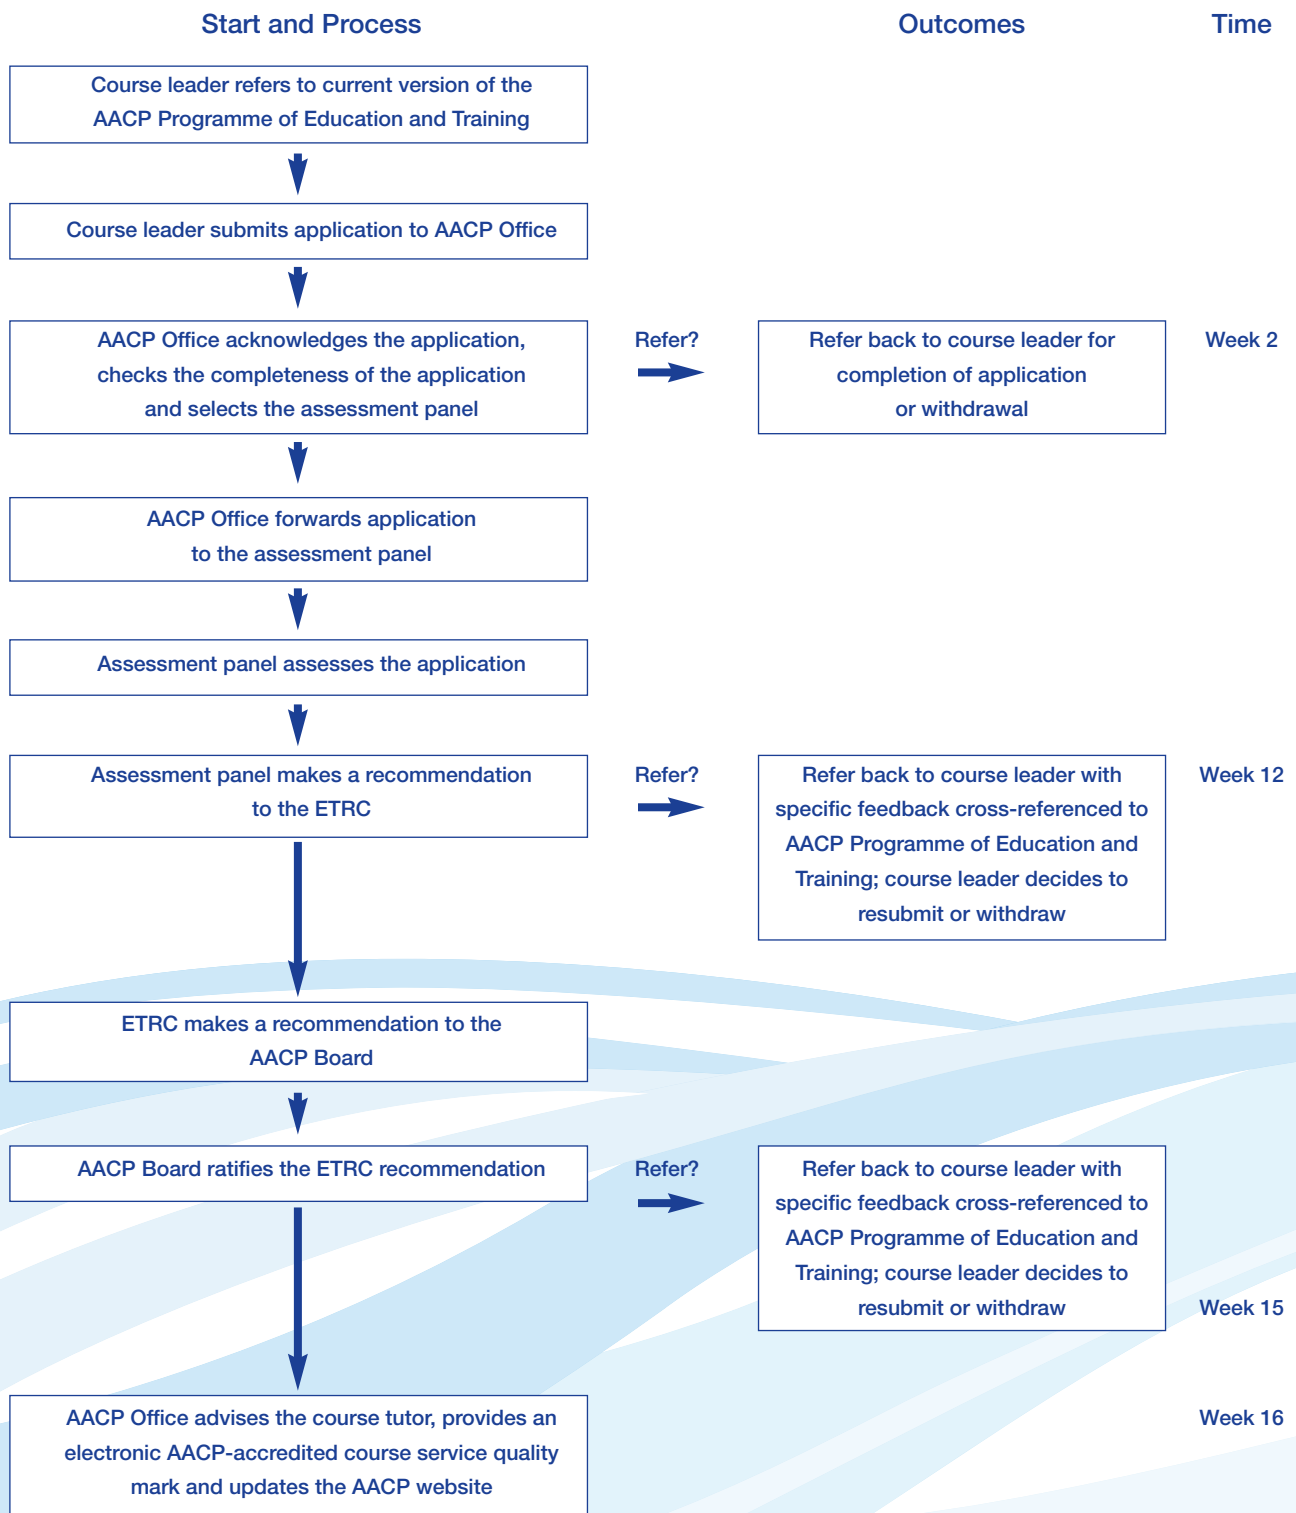 Start and Process
Outcomes
Time
Course leader refers to current version of the
AACP Programme of Education and Training
Course leader submits application to AACP Office
AACP Office acknowledges the application,
checks the completeness of the application
and selects the assessment panel
Refer?
Refer back to course leader for
completion of application
or withdrawal
Week 2
AACP Office forwards application
to the assessment panel
Assessment panel assesses the application
Assessment panel makes a recommendation
to the ETRC
Refer?
Refer back to course leader with
specific feedback cross-referenced to
AACP Programme of Education and
Training; course leader decides to
resubmit or withdraw
Week 12
ETRC makes a recommendation to the
AACP Board
AACP Board ratifies the ETRC recommendation
Refer?
Refer back to course leader with
specific feedback cross-referenced to
AACP Programme of Education and
Training; course leader decides to
resubmit or withdraw
Week 15
AACP Office advises the course tutor, provides an
electronic AACP-accredited course service quality
mark and updates the AACP website
Week 16